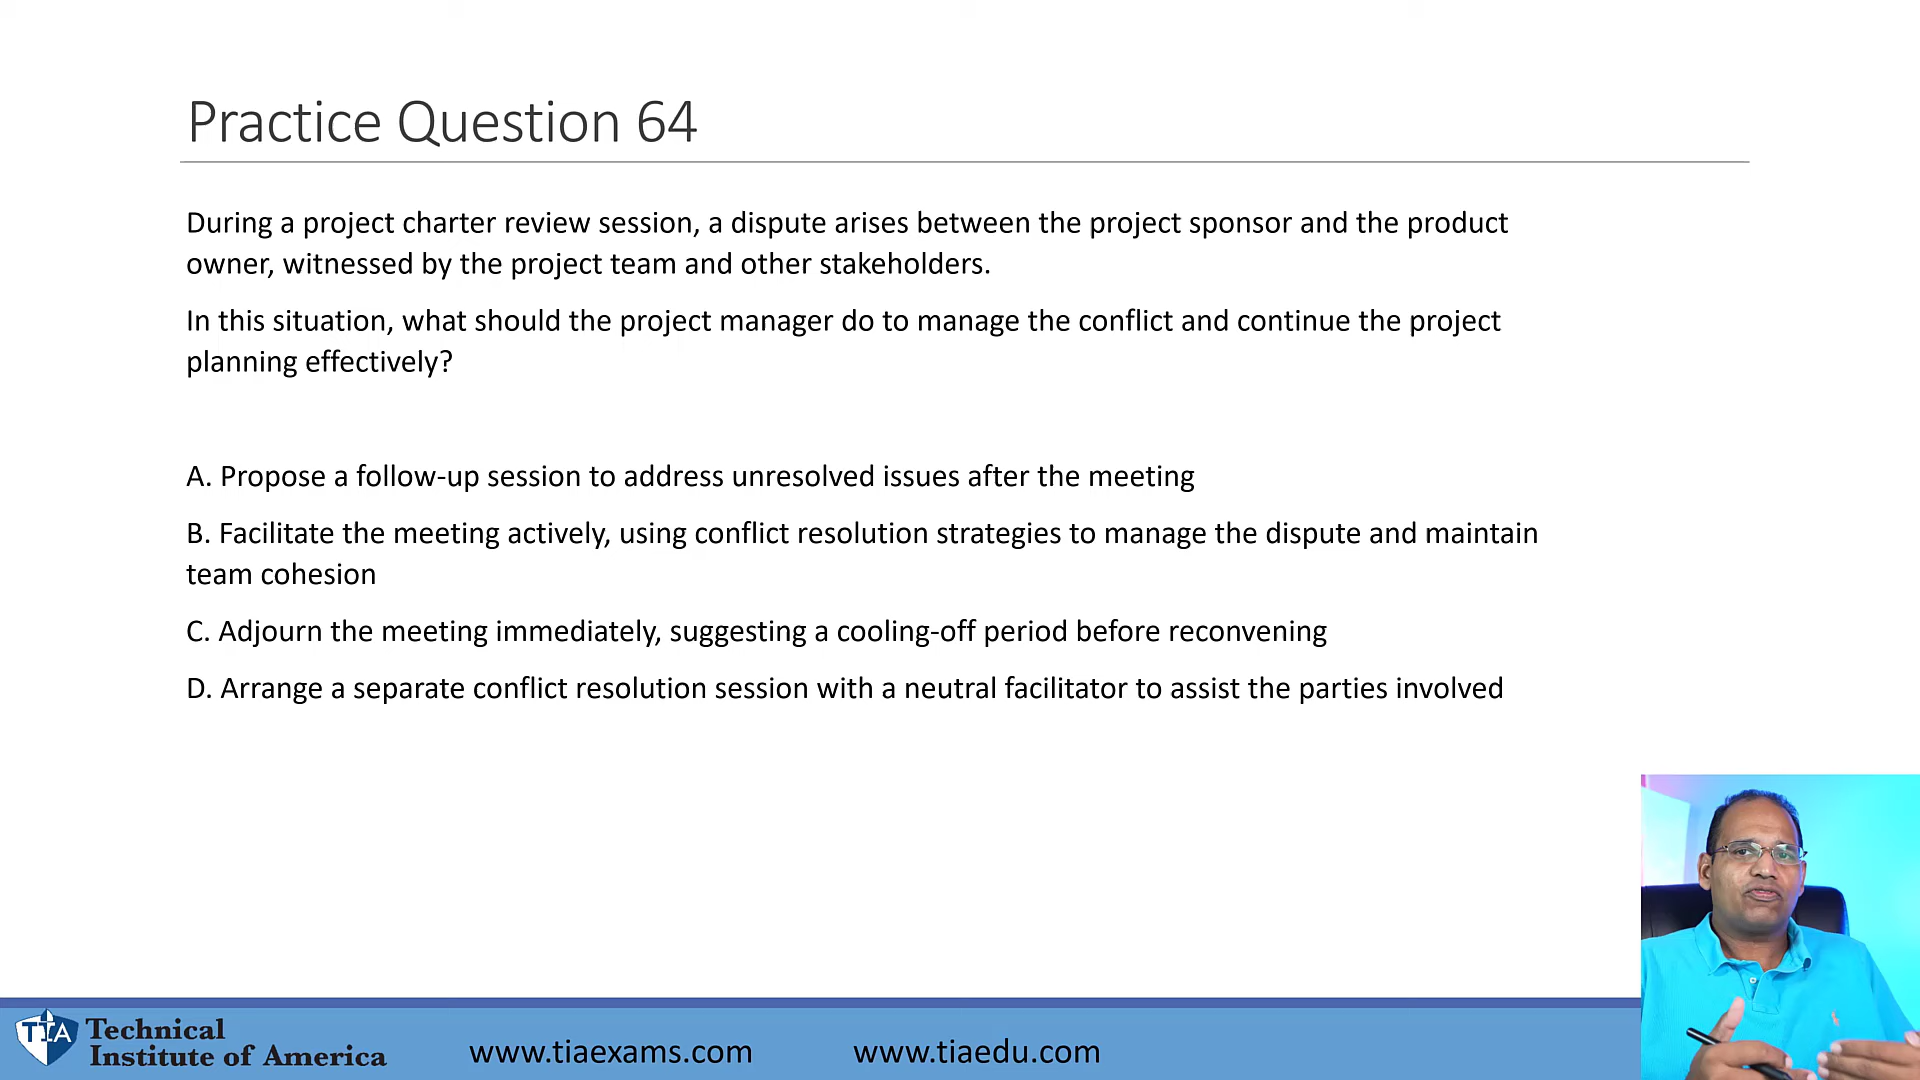 Practice Question 64
During a project charter review session, a dispute arises between the project sponsor and the product
owner, witnessed by the project team and other stakeholders.
In this situation, what should the project manager do to manage the conflict and continue the project
planning effectively?
A. Propose a follow-up session to address unresolved issues after the meeting
B. Facilitate the meeting actively, using conflict resolution strategies to manage the dispute and maintain
team cohesion
C. Adjourn the meeting immediately, suggesting a cooling-off period before reconvening
D. Arrange a separate conflict resolution session with a neutral facilitator to assist the parties involved
TIA
Technical
Institute of America
www.tiaexams.com
www.tiaedu.com